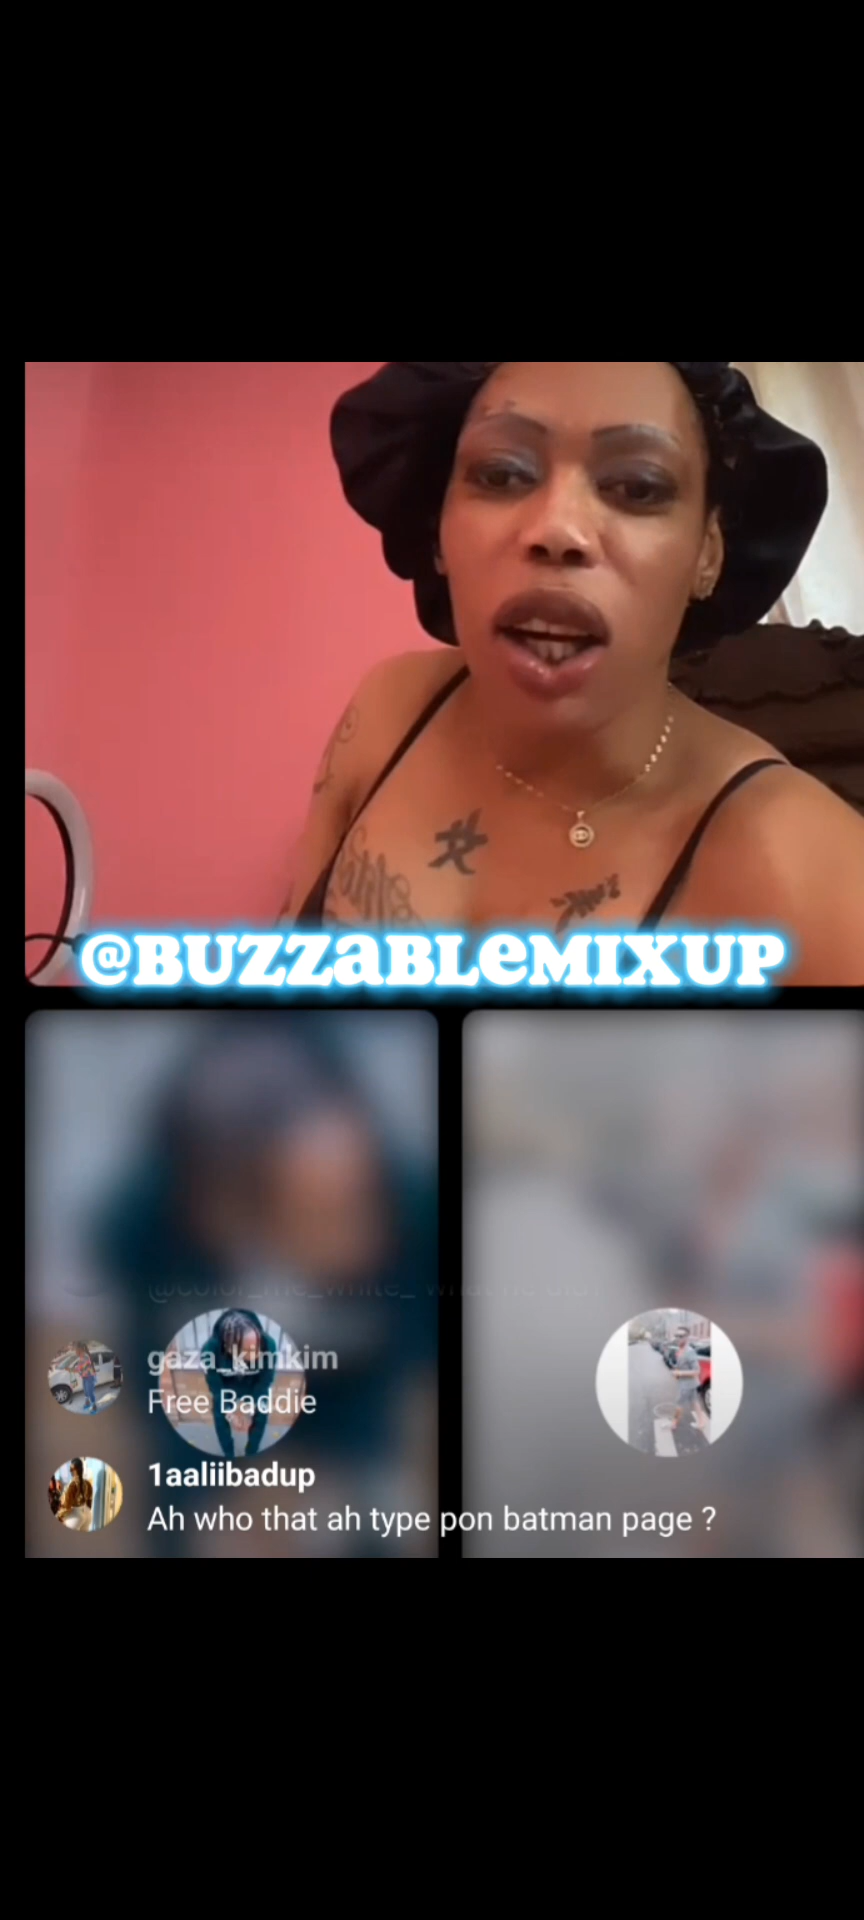 @BUZZaBLeMIXUP
gaza_kimkim
Free Baddie
1aaliibadup
Ah who that ah type pon batman page ?